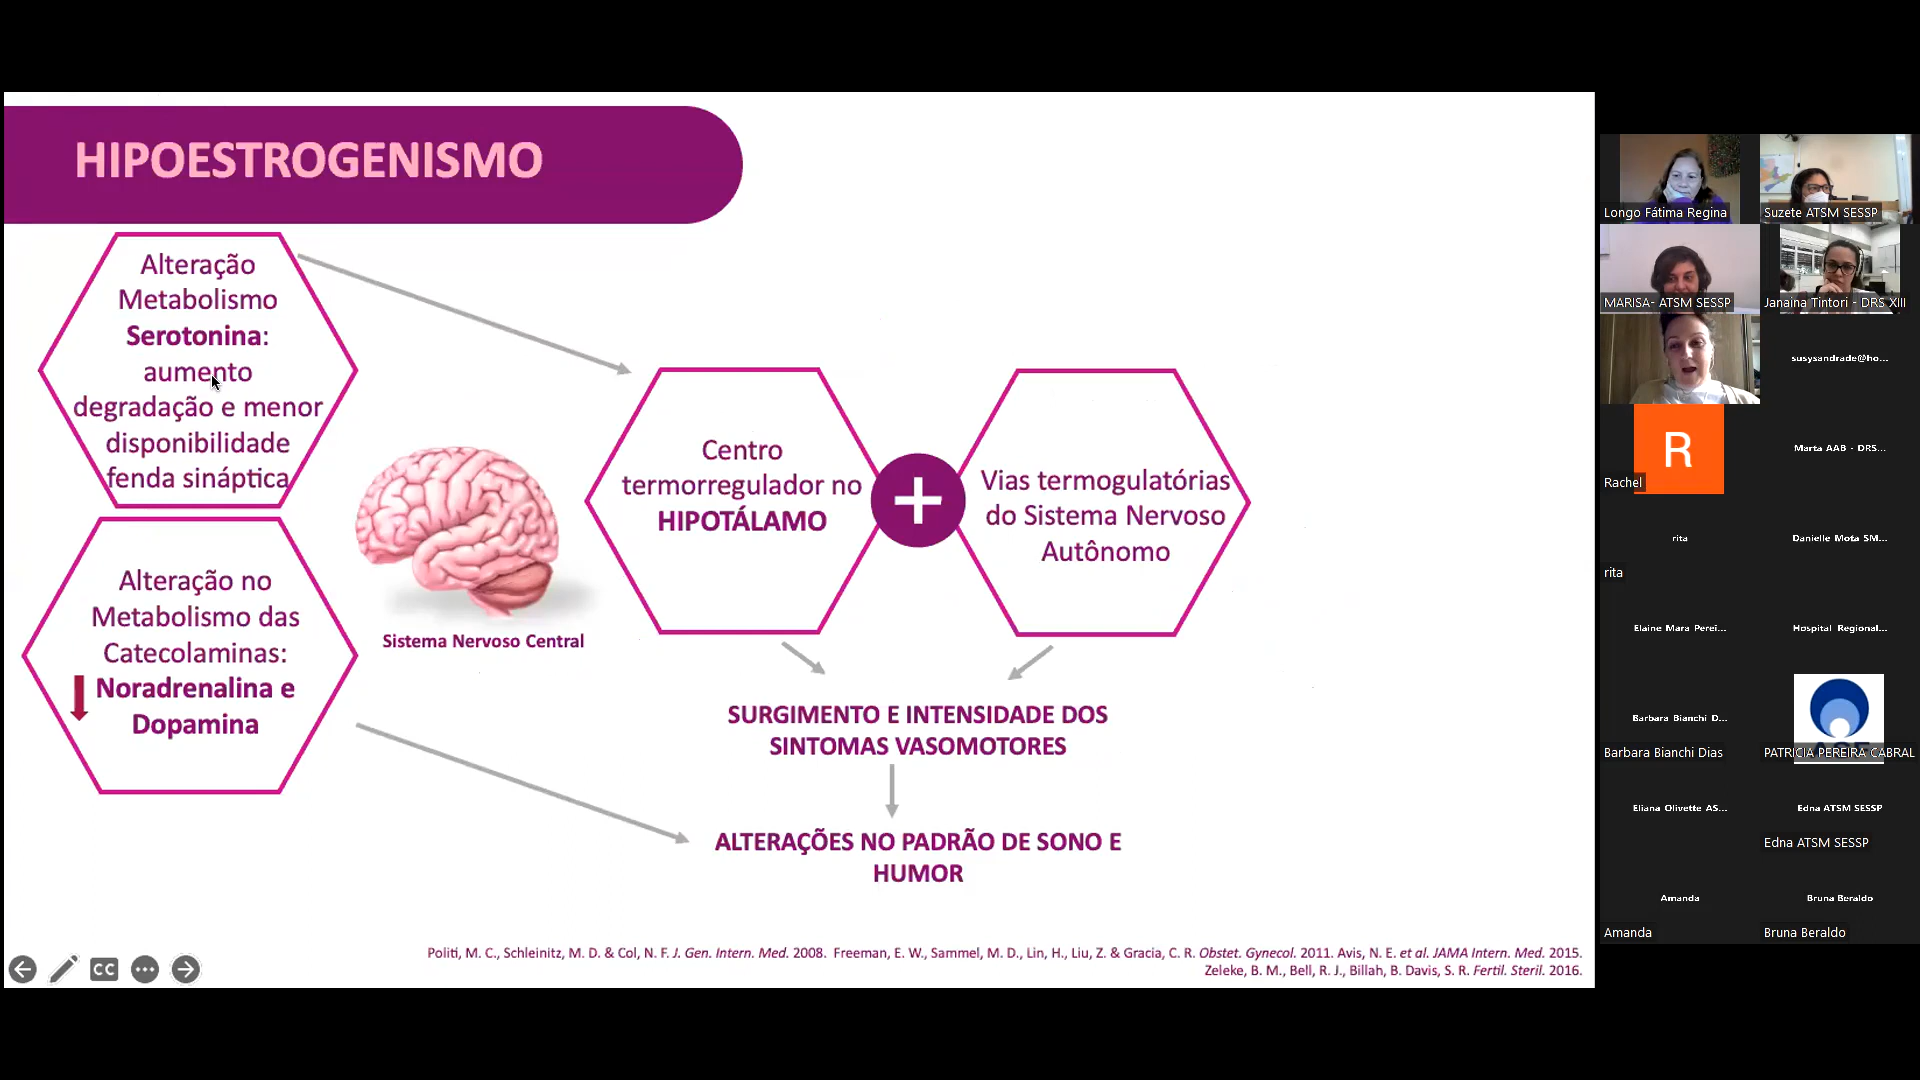 HIPOESTROGENISMO
Alteração
Metabolismo
Serotonina:
aumento
degradação e menor
disponibilidade
fenda sináptica
Alteração no
Metabolismo das
Catecolaminas:
Noradrenalina e
Dopamina
Sistema Nervoso Central
Centro
termorregulador no
HIPOTÁLAMO
Vias termogulatórias
do Sistema Nervoso
Autônomo
SURGIMENTO E INTENSIDADE DOS
SINTOMAS VASOMOTORES
ALTERAÇÕES NO PADRÃO DE SONO E
HUMOR
Politi, M. C., Schleinitz, M. D. & Col, N. F. J. Gen. Intern. Med. 2008. Freeman, E. W., Sammel, M. D., Lin, H., Liu, Z. & Gracia, C. R. Obstet. Gynecol. 2011. Avis, N. E. et al. JAMA Intern. Med. 2015.
Zeleke, B. M., Bell, R. J., Billah, B. Davis, S. R. Fertil. Steril. 2016.
CC
Longo Fátima Regina
Suzete ATSM SESSP
MARISA- ATSM SESSP
Janaina Tintori - DRS XIII
susysandrade@ho...
R
Rachel
Marta AAB - DRS...
rita
rita
Danielle Mota SM...
Elaine Mara Perei...
Hospital Regional...
Barbara Bianchi D...
Barbara Bianchi Dias
PATRICIA PEREIRA CABRAL
Eliana Olivette AS...
Edna ATSM SESSP
Edna ATSM SESSP
Amanda
Amanda
Bruna Beraldo
Bruna Beraldo